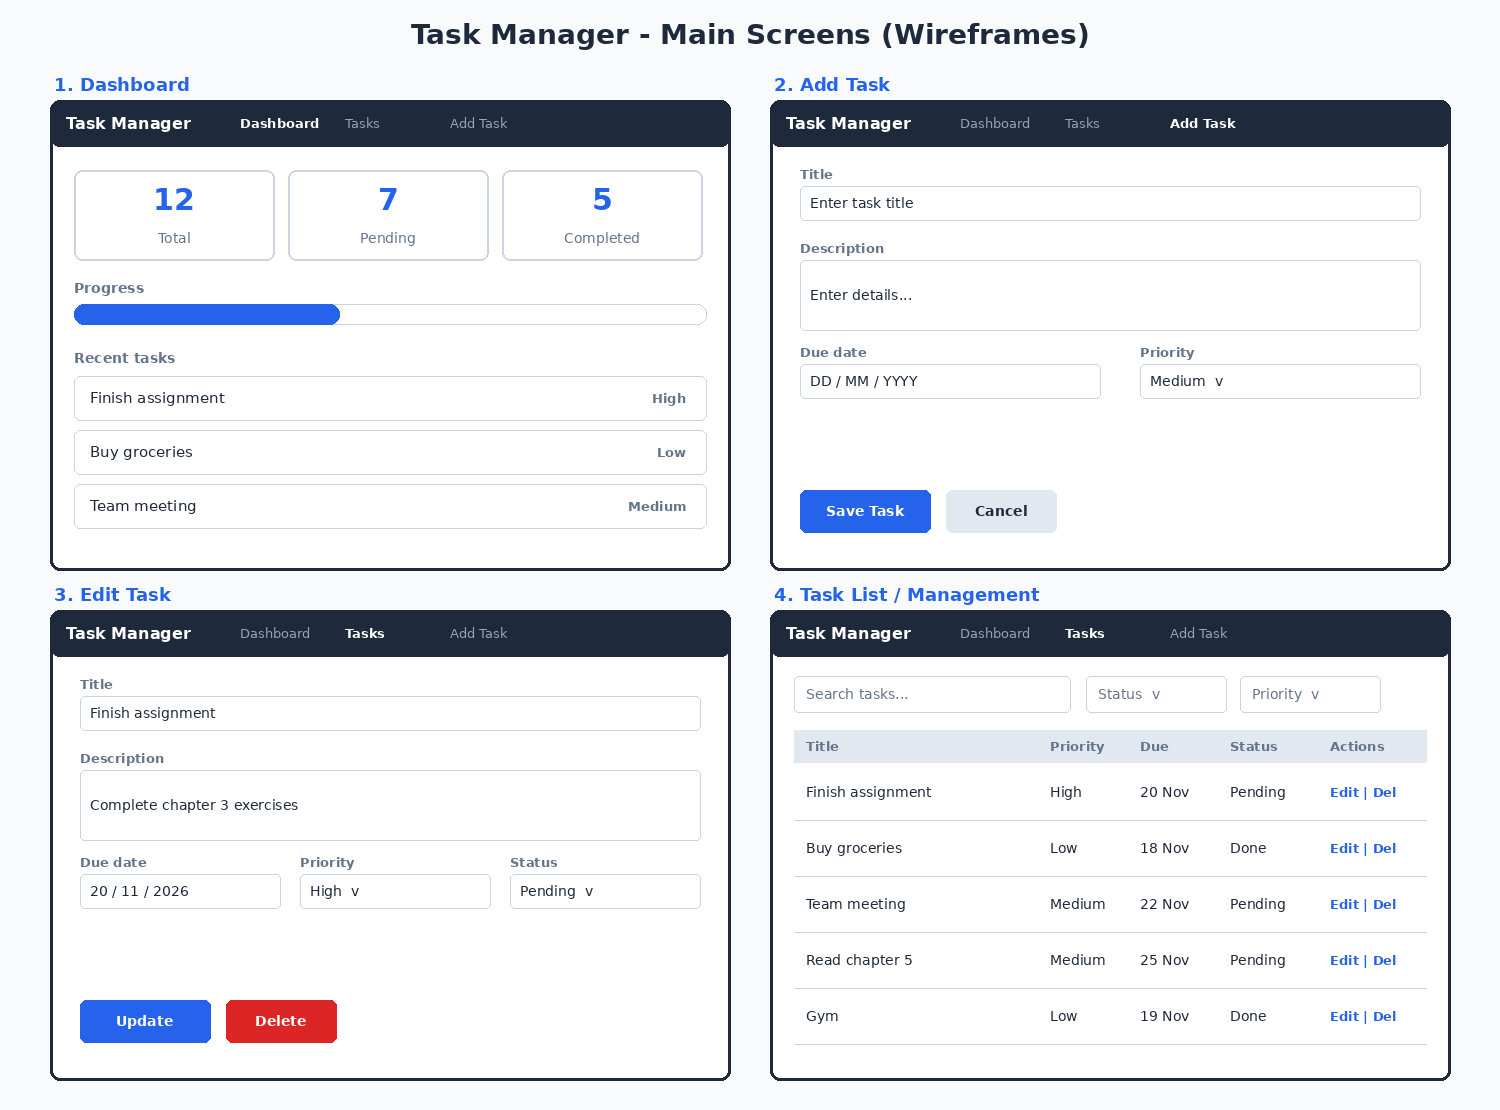 Task Manager - Main Screens (Wireframes)
1. Dashboard
Task Manager Dashboard Tasks Add Task
12 7 5
Total Pending Completed
Progress
Recent tasks
Finish assignment High
Buy groceries Low
Team meeting Medium
2. Add Task
Task Manager Dashboard Tasks Add Task
Title
Enter task title
Description
Enter details...
Due date Priority
DD / MM / YYYY Medium v
Save Task Cancel
3. Edit Task
Task Manager Dashboard Tasks Add Task
Title
Finish assignment
Description
Complete chapter 3 exercises
Due date Priority Status
20 / 11 / 2026 High v Pending v
Update Delete
4. Task List / Management
Task Manager Dashboard Tasks Add Task
Search tasks... Status v Priority v
Title Priority Due Status Actions
Finish assignment High 20 Nov Pending Edit | Del
Buy groceries Low 18 Nov Done Edit | Del
Team meeting Medium 22 Nov Pending Edit | Del
Read chapter 5 Medium 25 Nov Pending Edit | Del
Gym Low 19 Nov Done Edit | Del